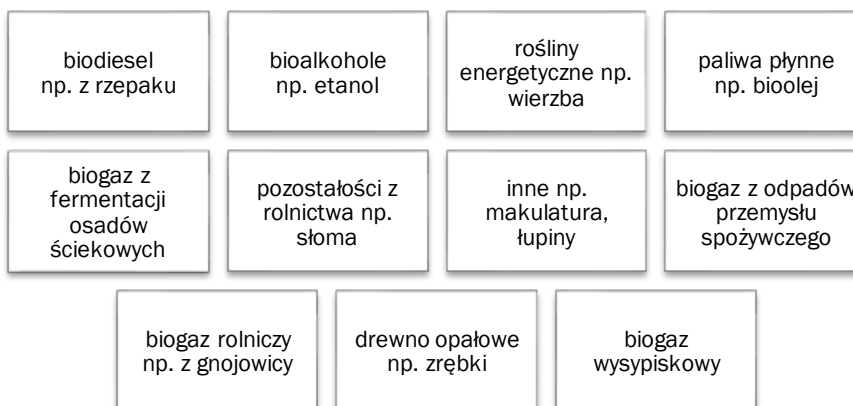 biodiesel
np. z rzepaku
bioalkohole
np. etanol
rośliny
energetyczne np.
wierzba
paliwa płynne
np. bioolej
biogaz z
fermentacji
osadów
ściekowych
pozostałości z
rolnictwa np.
słoma
inne np.
makulatura,
łupiny
biogaz z odpadów
przemysłu
spożywczego
biogaz rolniczy
np. z gnojowicy
drewno opałowe
np. zrębki
biogaz
wysypiskowy